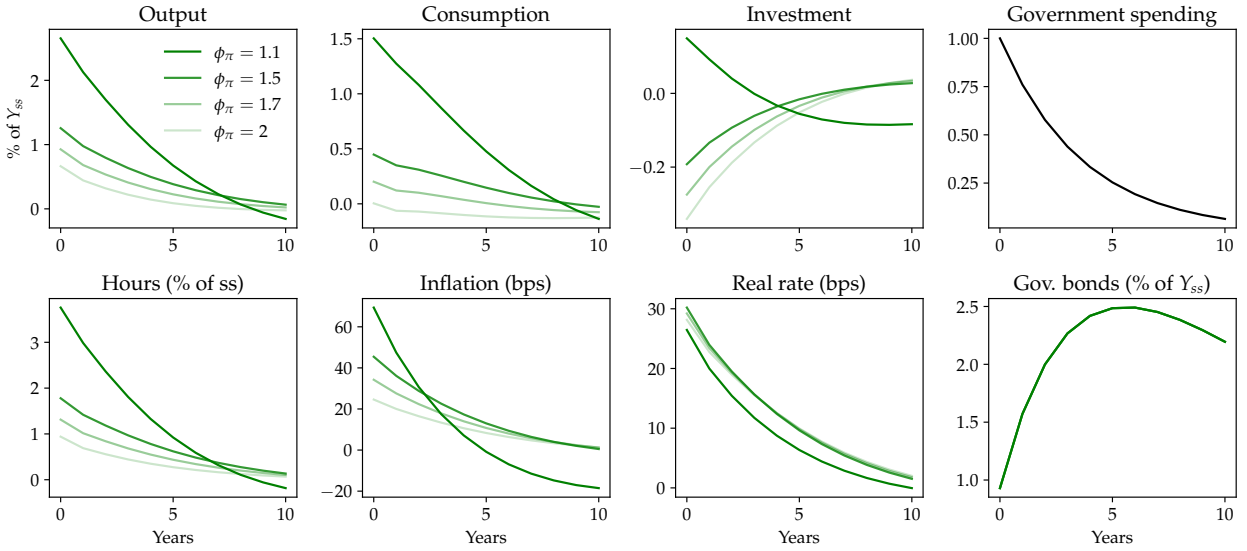 Output
Consumption
Investment
Government spending
% of Y_ss
2
1
0
ϕ_π = 1.1
ϕ_π = 1.5
ϕ_π = 1.7
ϕ_π = 2
0 5 10
Years
1.5
1.0
0.5
0.0
0 5 10
Years
0.0
−0.2
0 5 10
Years
1.00
0.75
0.50
0.25
0 5 10
Years
Hours (% of ss)
Inflation (bps)
Real rate (bps)
Gov. bonds (% of Y_ss)
3
2
1
0
0 5 10
Years
60
40
20
0
−20
0 5 10
Years
30
20
10
0
0 5 10
Years
2.5
2.0
1.5
1.0
0 5 10
Years